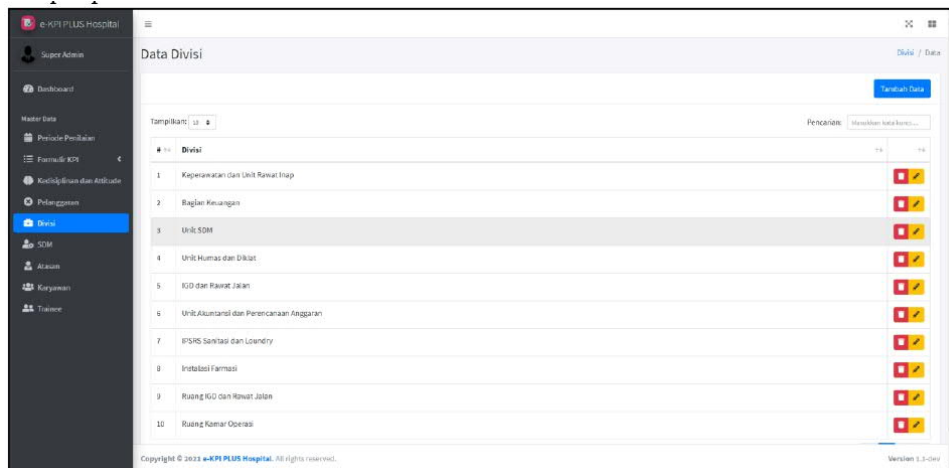 e-KPI PLUS Hospital
Super Admin
Data Divisi
Divisi / Data
Dashboard
Tambah Data
Master Data
Periode Penilaian
Formulir KPI
Kedisiplinan dan Attitude
Pelanggaran
Divisi
SDM
Atasan
Karyawan
Trainee
Tampilkan: 10
Pencarian: Masukkan kata kunci...
# Divisi
1 Keperawatan dan Unit Rawat Inap
2 Bagian Keuangan
3 Unit SDM
4 Unit Humas dan Diklat
5 IGD dan Rawat Jalan
6 Unit Akuntansi dan Perencanaan Anggaran
7 IPSRS Sanitasi dan Loundry
8 Instalasi Farmasi
9 Ruang IGD dan Rawat Jalan
10 Ruang Kamar Operasi
Copyright © 2023 e-KPI PLUS Hospital. All rights reserved.